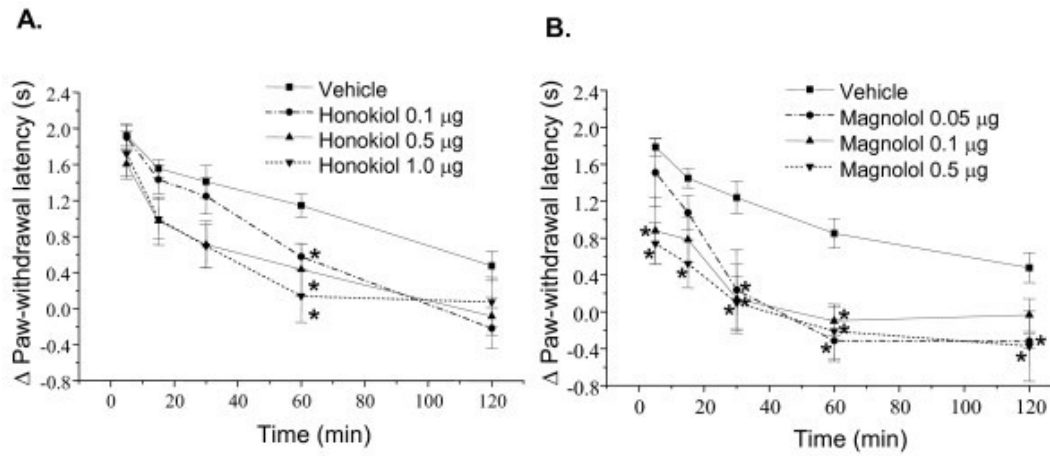 A.
Vehicle
Honokiol 0.1 μg
Honokiol 0.5 μg
Honokiol 1.0 μg
Δ Paw-withdrawal latency (s)
2.4
2.0
1.6
1.2
0.8
0.4
0.0
-0.4
-0.8
*
*
*
0 20 40 60 80 100 120
Time (min)
B.
Vehicle
Magnolol 0.05 μg
Magnolol 0.1 μg
Magnolol 0.5 μg
Δ Paw-withdrawal latency (s)
2.4
2.0
1.6
1.2
0.8
0.4
0.0
-0.4
-0.8
*
*
*
*
*
*
*
*
*
*
*
0 20 40 60 80 100 120
Time (min)